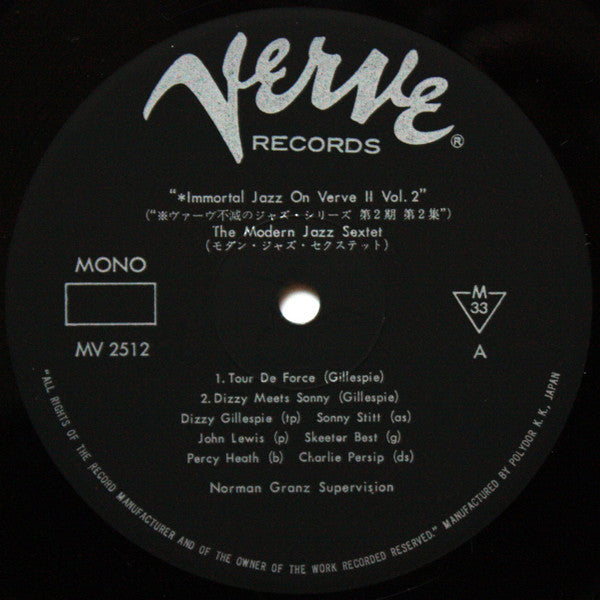 Verve
RECORDS ®
"*Immortal Jazz On Verve II Vol. 2"
("※ヴァーヴ不滅のジャズ・シリーズ 第2期 第2集")
The Modern Jazz Sextet
(モダン・ジャズ・セクステット)
MONO
MV 2512
M
33
A
1. Tour De Force (Gillespie)
2. Dizzy Meets Sonny (Gillespie)
Dizzy Gillespie (tp) Sonny Stitt (as)
John Lewis (p) Skeeter Best (g)
Percy Heath (b) Charlie Persip (ds)
Norman Granz Supervision
"ALL RIGHTS OF THE RECORD MANUFACTURER AND OF THE OWNER OF THE WORK RECORDED RESERVED." MANUFACTURED BY POLYDOR K. K., JAPAN